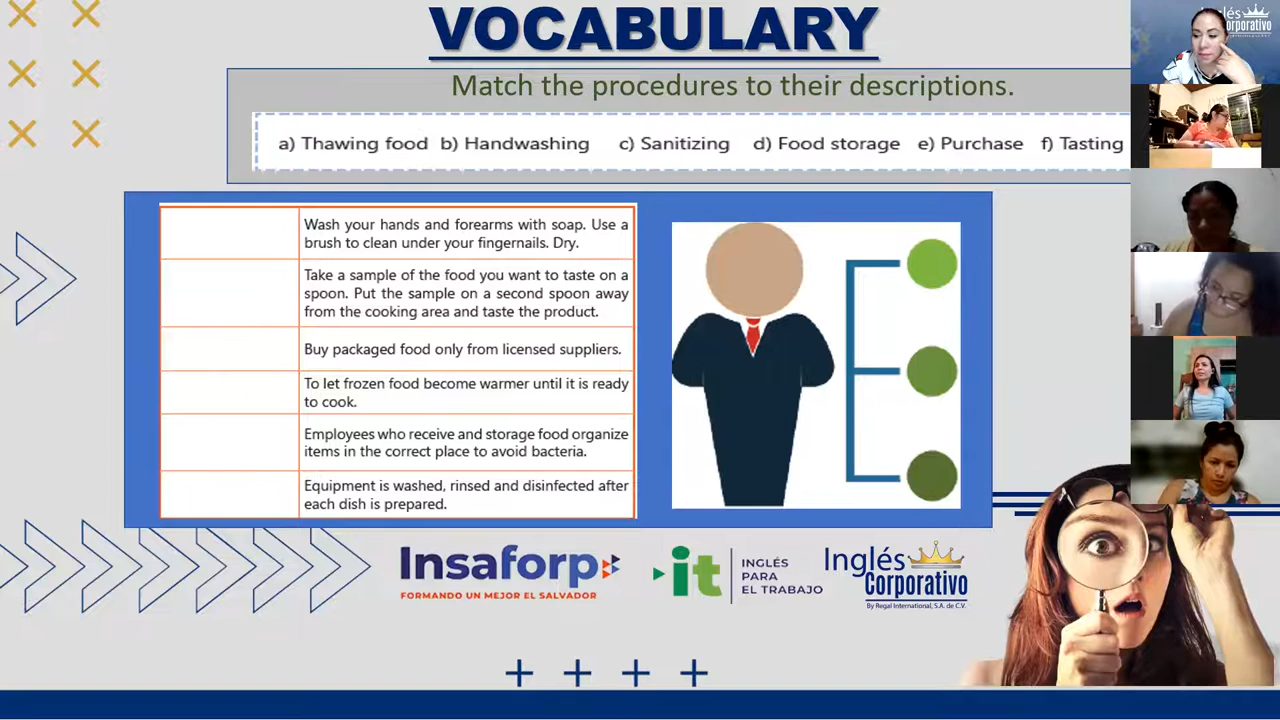 VOCABULARY
Match the procedures to their descriptions.
a) Thawing food b) Handwashing c) Sanitizing d) Food storage e) Purchase f) Tasting
Wash your hands and forearms with soap. Use a
brush to clean under your fingernails. Dry.
Take a sample of the food you want to taste on a
spoon. Put the sample on a second spoon away
from the cooking area and taste the product.
Buy packaged food only from licensed suppliers.
To let frozen food become warmer until it is ready
to cook.
Employees who receive and storage food organize
items in the correct place to avoid bacteria.
Equipment is washed, rinsed and disinfected after
each dish is prepared.
Insaforp
FORMANDO UN MEJOR EL SALVADOR
it
INGLÉS
PARA
EL TRABAJO
Inglés
Corporativo
By Regal International, S.A. de C.V.
Inglés
Corporativo